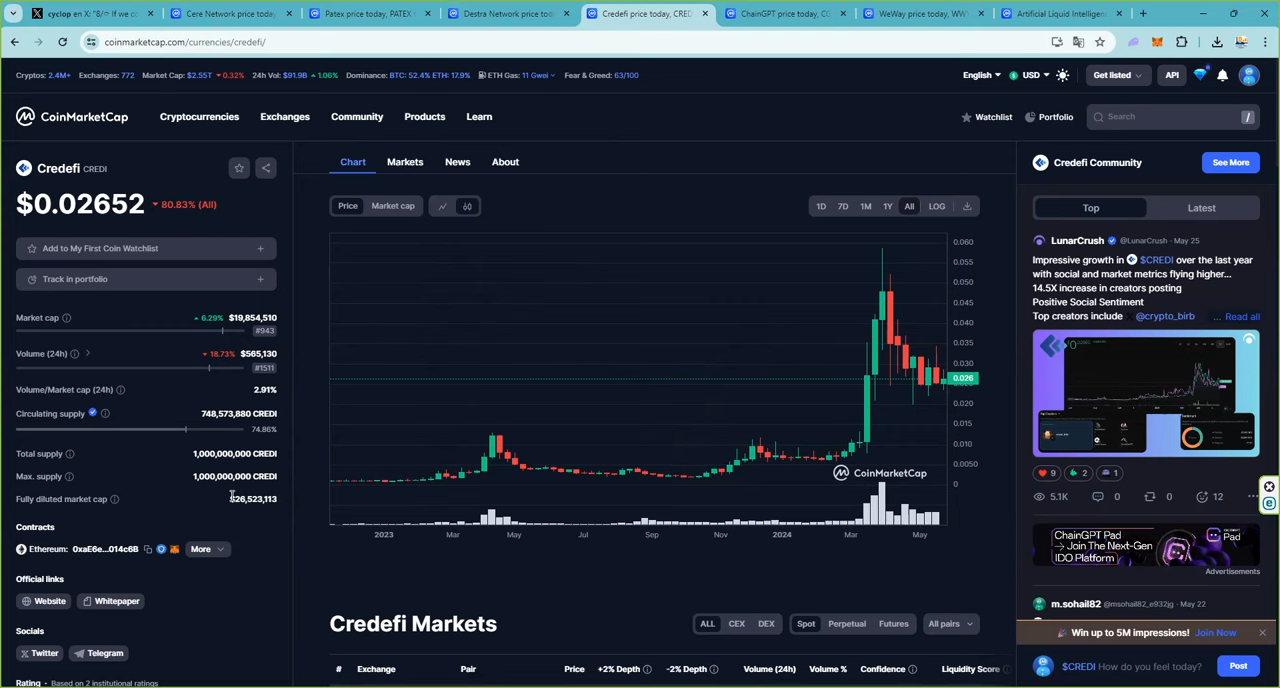 cyclop en X: "8/ If we co
Cere Network price today
Patex price today, PATEX t
Destra Network price today
Credefi price today, CRED
ChainGPT price today, CG
WeWay price today, WWY
Artificial Liquid Intelligenc
coinmarketcap.com/currencies/credefi/
Cryptos: 2.4M+ Exchanges: 772 Market Cap: $2.55T 0.32% 24h Vol: $91.9B 1.06% Dominance: BTC: 52.4% ETH: 17.9% ETH Gas: 11 Gwei Fear & Greed: 63/100
English USD Get listed API
CoinMarketCap Cryptocurrencies Exchanges Community Products Learn
Watchlist Portfolio Search /
Credefi CREDI
$0.02652 80.83% (All)
Add to My First Coin Watchlist +
Track in portfolio +
Market cap 6.29% $19,854,510
#943
Volume (24h) 18.73% $565,130
#1511
Volume/Market cap (24h) 2.91%
Circulating supply 748,573,880 CREDI
74.86%
Total supply 1,000,000,000 CREDI
Max. supply 1,000,000,000 CREDI
Fully diluted market cap $26,523,113
Contracts
Ethereum: 0xaE6e...014c6B More
Official links
Website Whitepaper
Socials
Twitter Telegram
Rating · Based on 2 institutional ratings
Chart Markets News About
Price Market cap
1D 7D 1M 1Y All LOG
0.060
0.055
0.050
0.045
0.040
0.035
0.030
0.026
0.020
0.015
0.010
0.0050
0
CoinMarketCap
2023 Mar May Jul Sep Nov 2024 Mar May
Credefi Markets
ALL CEX DEX Spot Perpetual Futures All pairs
# Exchange Pair Price +2% Depth -2% Depth Volume (24h) Volume % Confidence Liquidity Score
Credefi Community See More
Top Latest
LunarCrush @LunarCrush · May 25
Impressive growth in $CREDI over the last year
with social and market metrics flying higher...
14.5X increase in creators posting
Positive Social Sentiment
Top creators include @crypto_birb ... Read all
9 2 1
5.1K 0 0 12
ChainGPT Pad
→ Join The Next-Gen
IDO Platform
Pad
Advertisements
m.sohail82 @msohail82_e932jg · May 22
Win up to 5M impressions! Join Now
$CREDI How do you feel today? Post